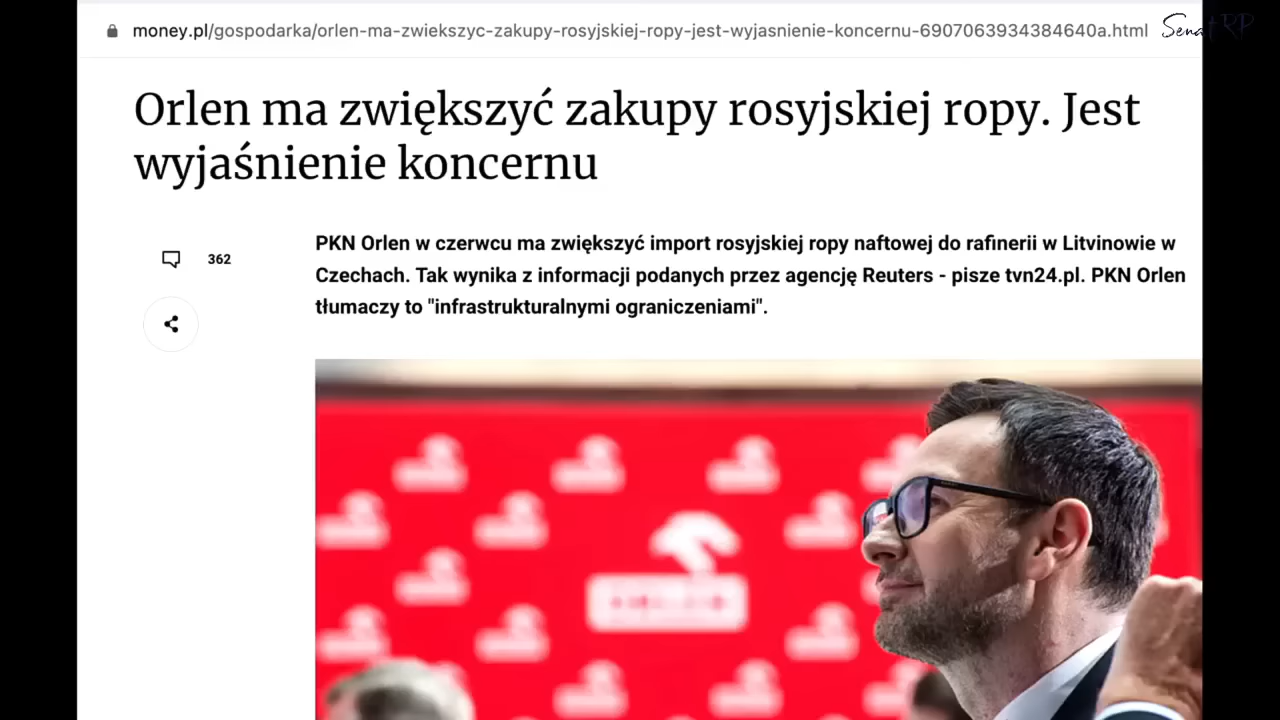 money.pl/gospodarka/orlen-ma-zwiekszyc-zakupy-rosyjskiej-ropy-jest-wyjasnienie-koncernu-6907063934384640a.html
Senat RP
Orlen ma zwiększyć zakupy rosyjskiej ropy. Jest
wyjaśnienie koncernu
362
PKN Orlen w czerwcu ma zwiększyć import rosyjskiej ropy naftowej do rafinerii w Litvinowie w
Czechach. Tak wynika z informacji podanych przez agencję Reuters - pisze tvn24.pl. PKN Orlen
tłumaczy to "infrastrukturalnymi ograniczeniami".